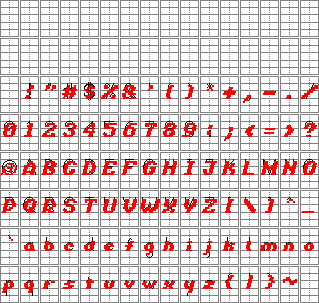 ! " # $ % & ' ( ) * + , - . /
0 1 2 3 4 5 6 7 8 9 : ; < = > ?
@ A B C D E F G H I J K L M N O
P Q R S T U V W X Y Z [ \ ] ^ _
` a b c d e f g h i j k l m n o
p q r s t u v w x y z { | } ~